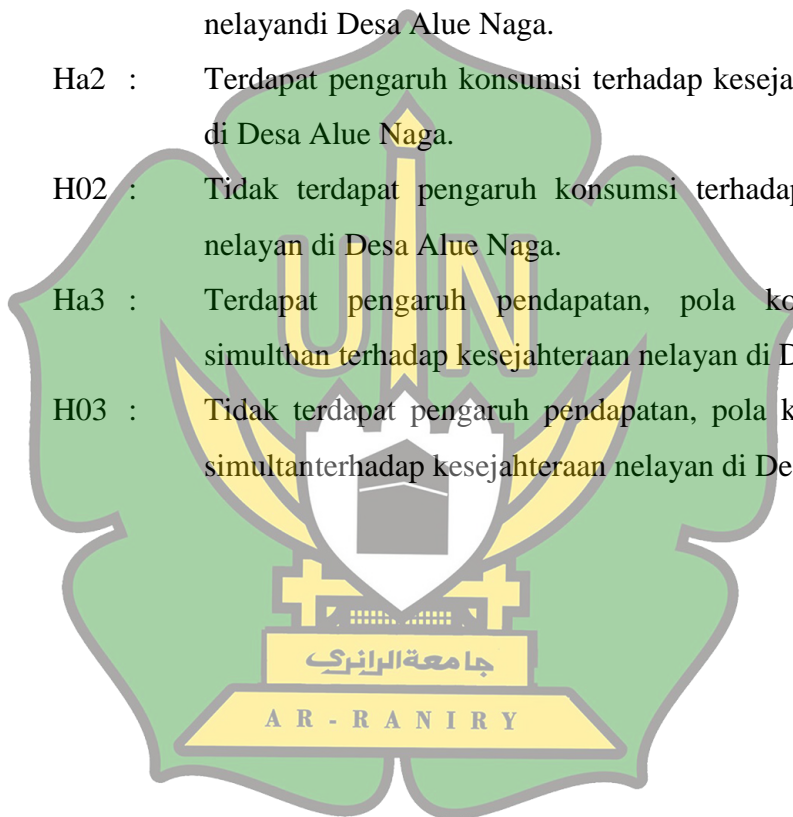 nelayandi Desa Alue Naga.
Ha2 : Terdapat pengaruh konsumsi terhadap keseja
di Desa Alue Naga.
H02 : Tidak terdapat pengaruh konsumsi terhadap
nelayan di Desa Alue Naga.
Ha3 : Terdapat pengaruh pendapatan, pola ko
simulthan terhadap kesejahteraan nelayan di D
H03 : Tidak terdapat pengaruh pendapatan, pola k
simultanterhadap kesejahteraan nelayan di De
UIN
جامعة الرانري
AR-RANIRY